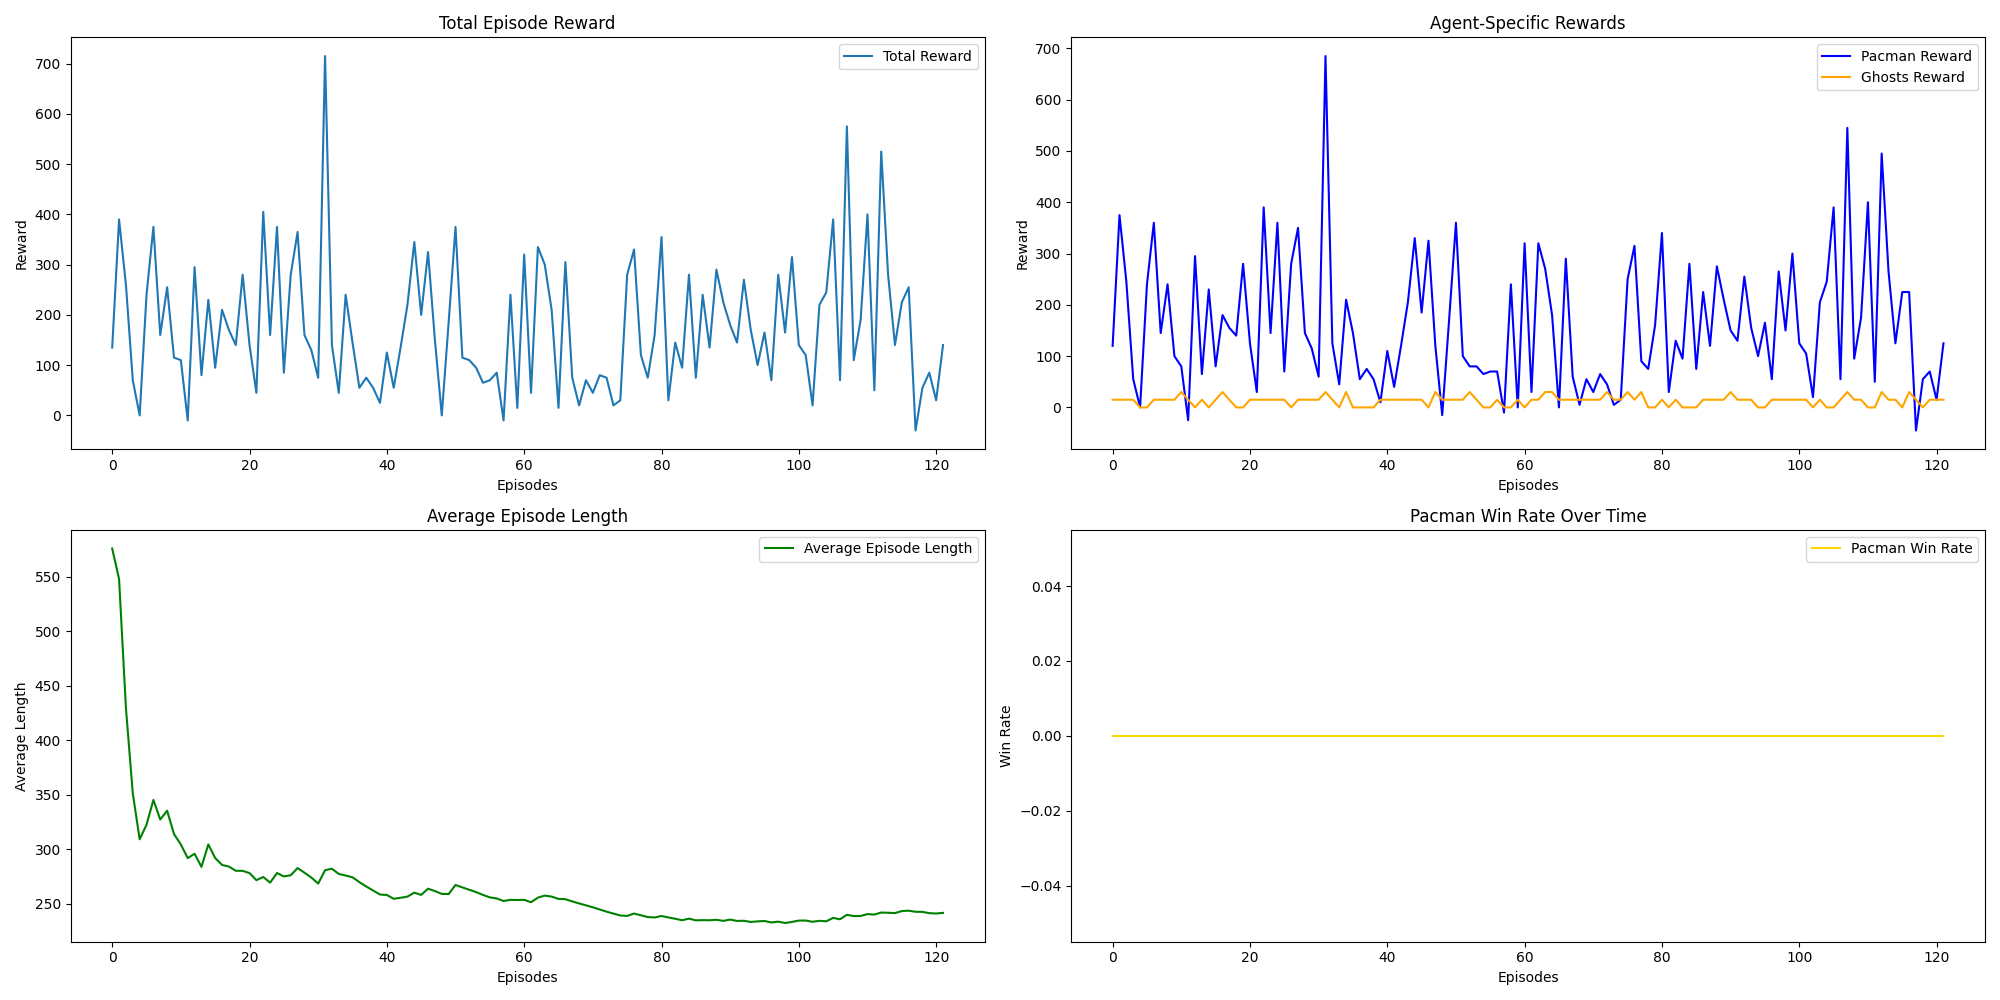 Total Episode Reward
Total Reward
Reward
700
600
500
400
300
200
100
0
0 20 40 60 80 100 120
Episodes
Agent-Specific Rewards
Pacman Reward
Ghosts Reward
Reward
700
600
500
400
300
200
100
0
0 20 40 60 80 100 120
Episodes
Average Episode Length
Average Episode Length
Average Length
550
500
450
400
350
300
250
0 20 40 60 80 100 120
Episodes
Pacman Win Rate Over Time
Pacman Win Rate
Win Rate
0.04
0.02
0.00
−0.02
−0.04
0 20 40 60 80 100 120
Episodes